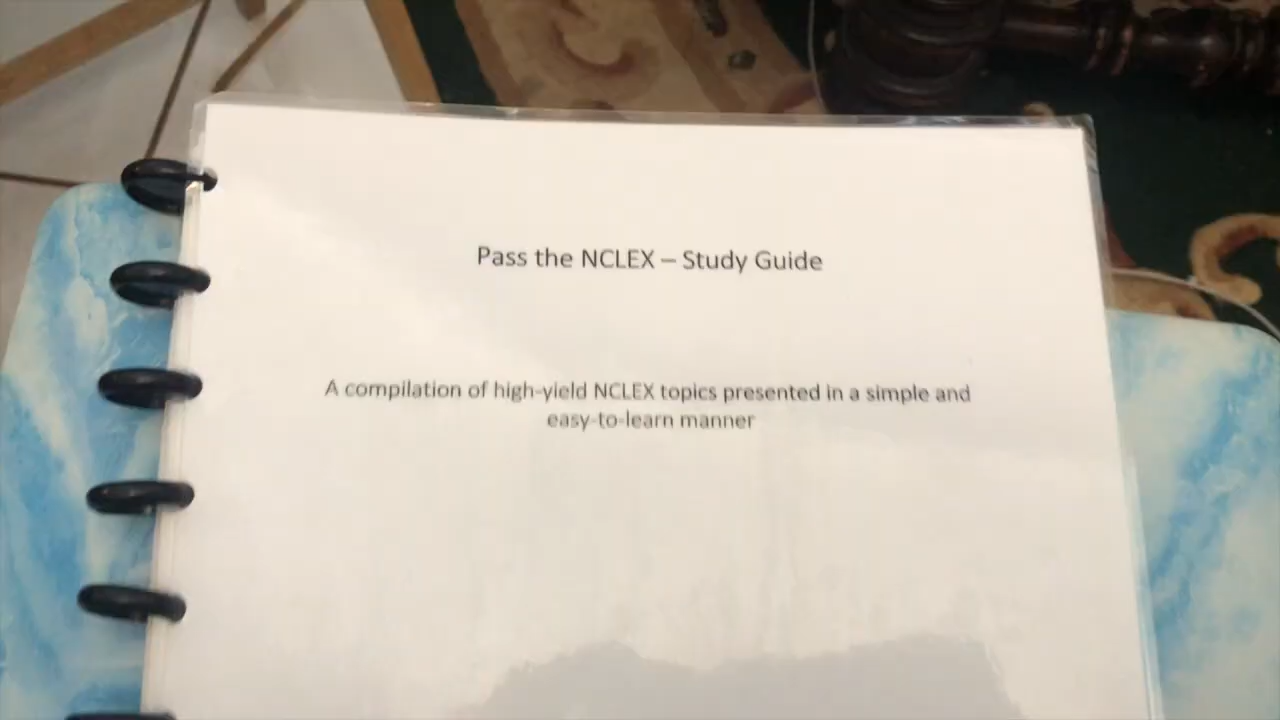 Pass the NCLEX – Study Guide
A compilation of high-yield NCLEX topics presented in a simple and
easy-to-learn manner